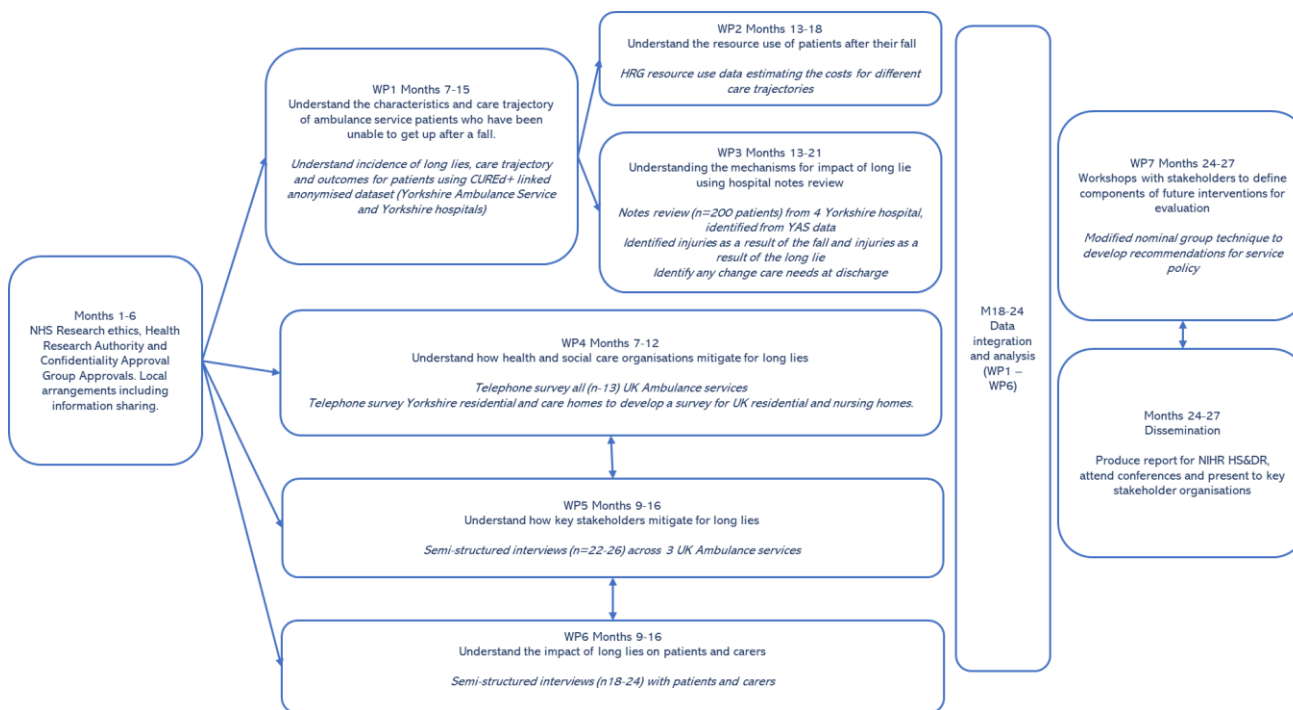 Months 1-6
NHS Research ethics, Health
Research Authority and
Confidentiality Approval
Group Approvals. Local
arrangements including
information sharing.
WP1 Months 7-15
Understand the characteristics and care trajectory
of ambulance service patients who have been
unable to get up after a fall.
Understand incidence of long lies, care trajectory
and outcomes for patients using CUREd+ linked
anonymised dataset (Yorkshire Ambulance Service
and Yorkshire hospitals)
WP2 Months 13-18
Understand the resource use of patients after their fall
HRG resource use data estimating the costs for different
care trajectories
WP3 Months 13-21
Understanding the mechanisms for impact of long lie
using hospital notes review
Notes review (n=200 patients) from 4 Yorkshire hospital,
identified from YAS data
Identified injuries as a result of the fall and injuries as a
result of the long lie
Identify any change care needs at discharge
WP4 Months 7-12
Understand how health and social care organisations mitigate for long lies
Telephone survey all (n-13) UK Ambulance services
Telephone survey Yorkshire residential and care homes to develop a survey for UK residential and nursing homes.
WP5 Months 9-16
Understand how key stakeholders mitigate for long lies
Semi-structured interviews (n=22-26) across 3 UK Ambulance services
WP6 Months 9-16
Understand the impact of long lies on patients and carers
Semi-structured interviews (n18-24) with patients and carers
M18-24
Data
integration
and analysis
(WP1 –
WP6)
WP7 Months 24-27
Workshops with stakeholders to define
components of future interventions for
evaluation
Modified nominal group technique to
develop recommendations for service
policy
Months 24-27
Dissemination
Produce report for NIHR HS&DR,
attend conferences and present to key
stakeholder organisations